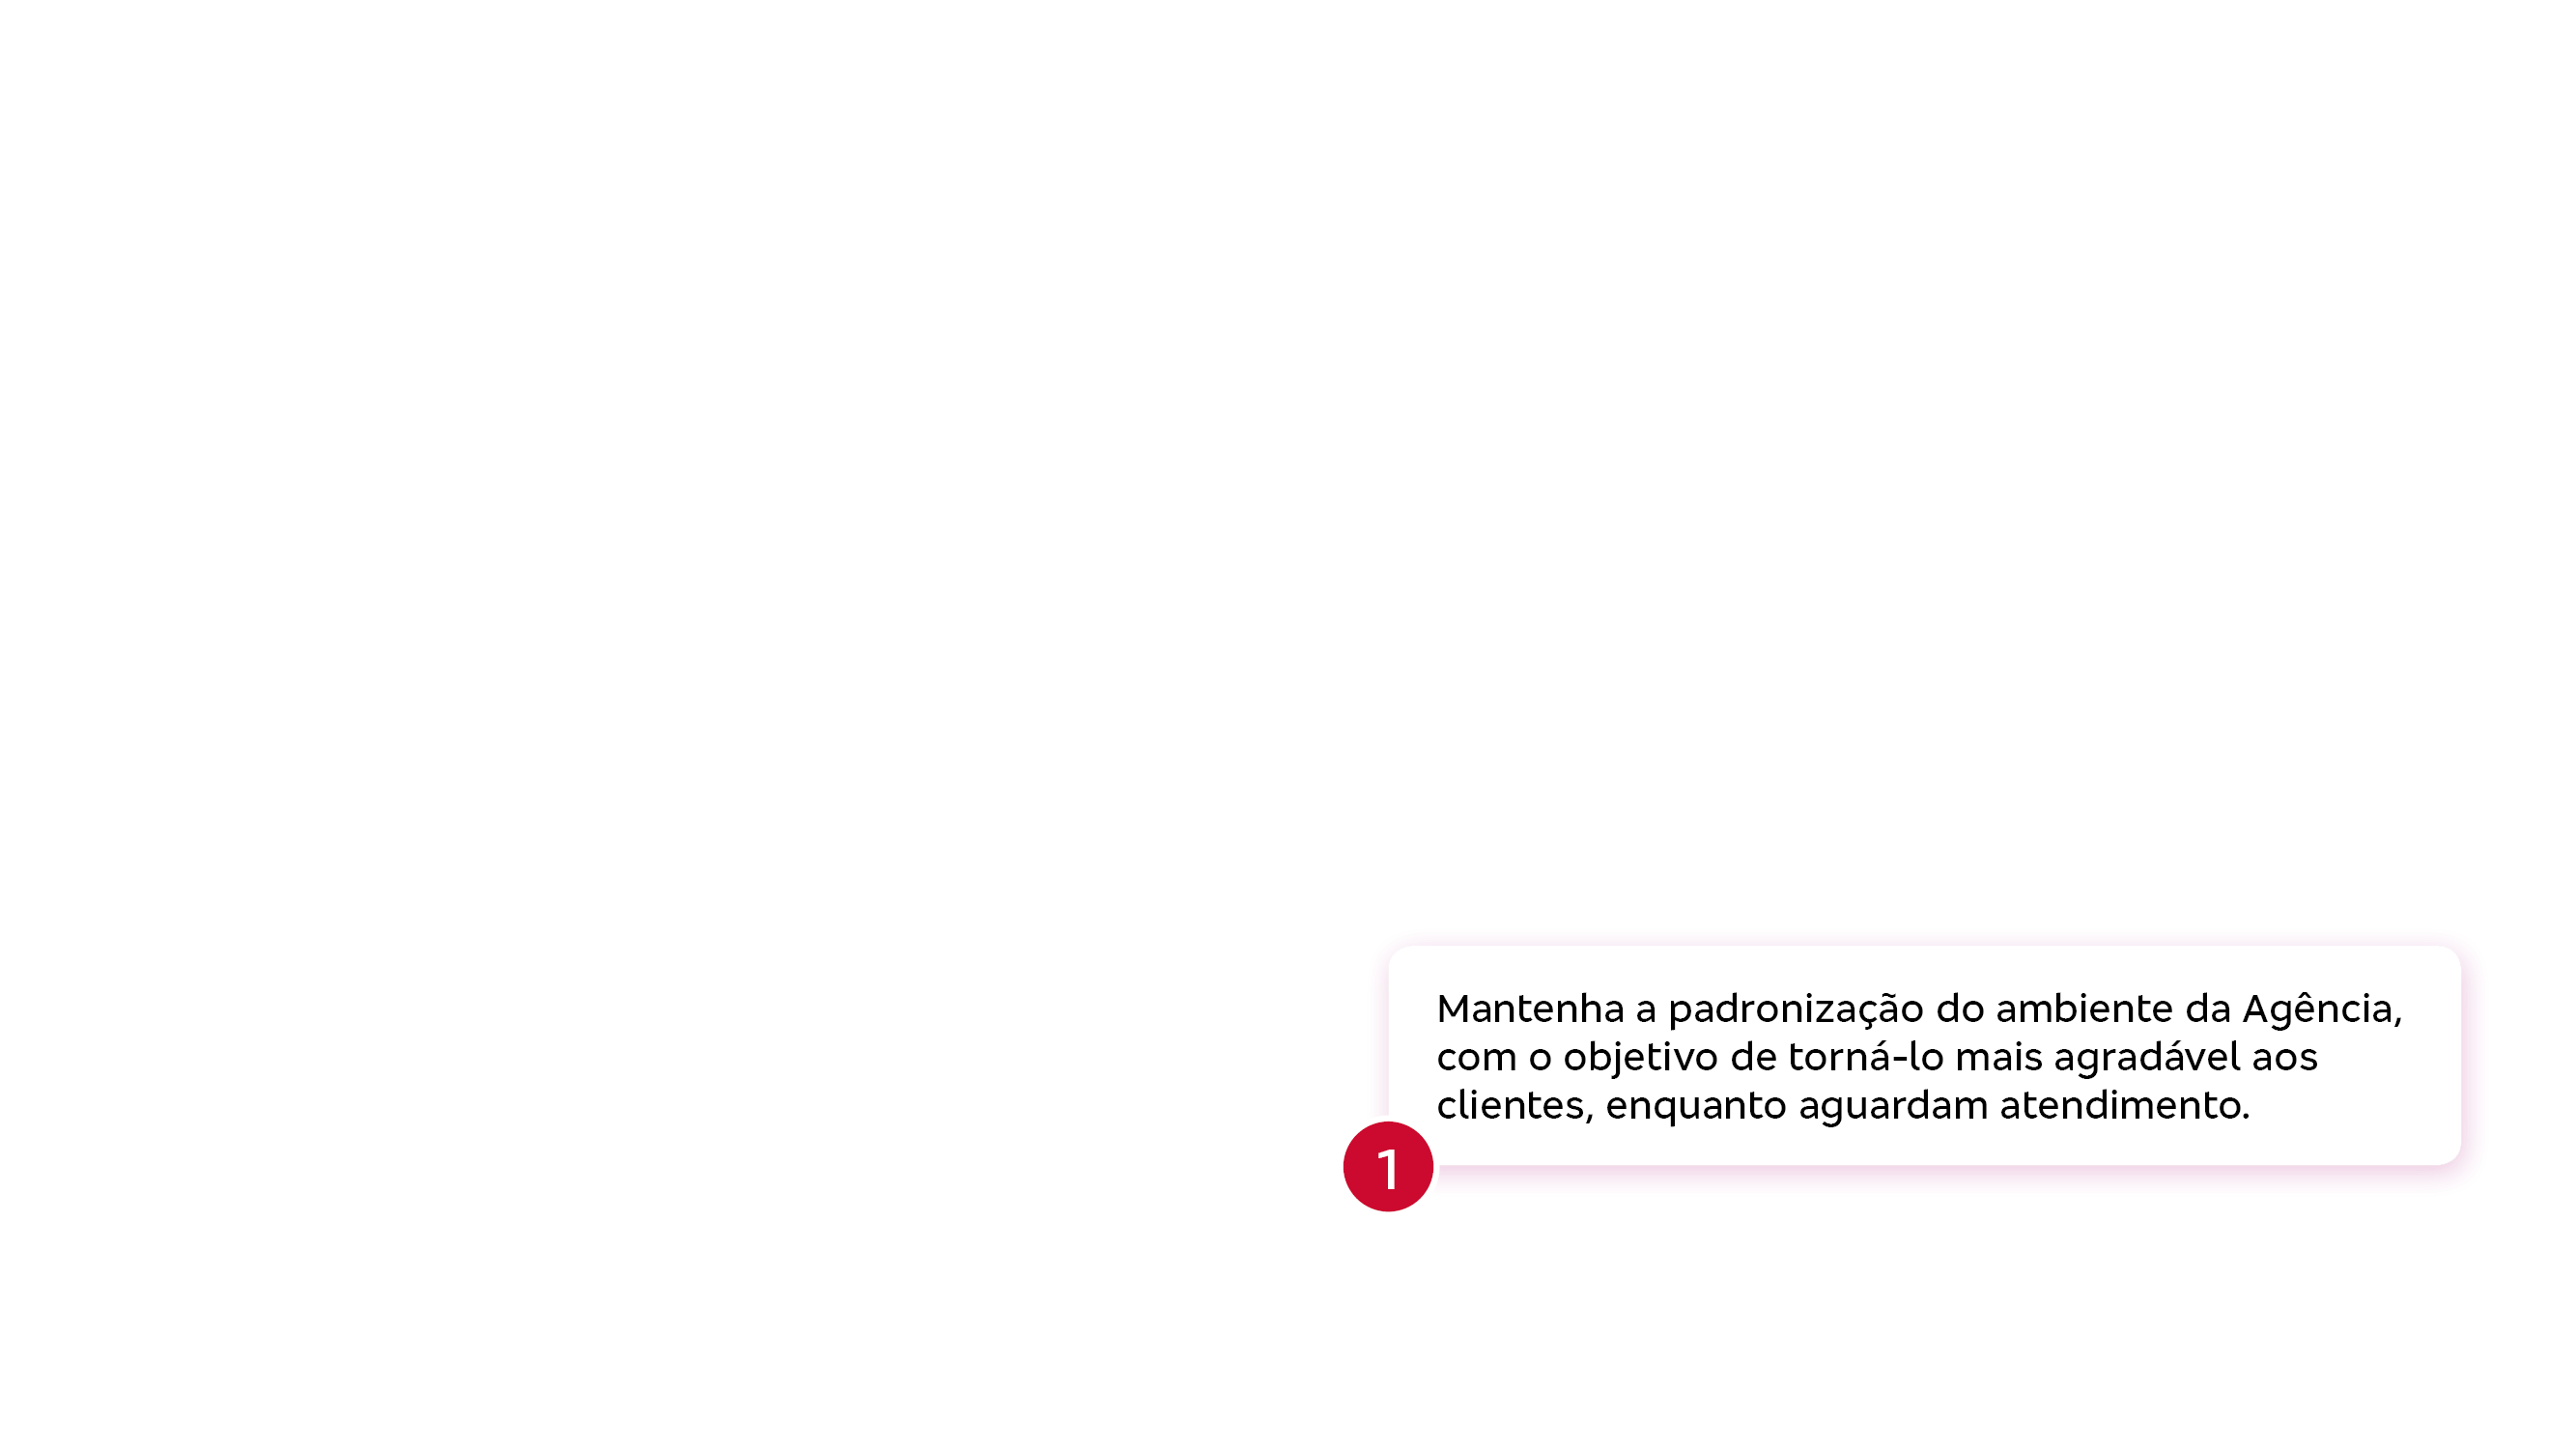 Mantenha a padronização do ambiente da Agência,
com o objetivo de torná-lo mais agradável aos
clientes, enquanto aguardam atendimento.
1